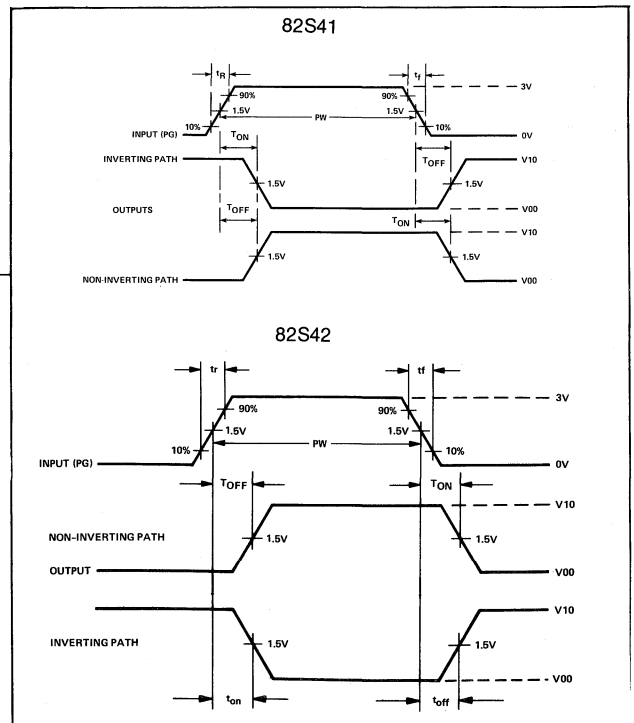 82S41
tR
tf
3V
90%
90%
1.5V
PW
1.5V
10%
10%
INPUT (PG)
0V
TON
TOFF
INVERTING PATH
V10
1.5V
1.5V
OUTPUTS
TOFF
TON
V00
V10
1.5V
1.5V
NON-INVERTING PATH
V00
82S42
tr
tf
3V
90%
90%
1.5V
1.5V
PW
10%
10%
INPUT (PG)
0V
TOFF
TON
V10
NON-INVERTING PATH
1.5V
1.5V
OUTPUT
V00
V10
INVERTING PATH
1.5V
1.5V
V00
ton
toff